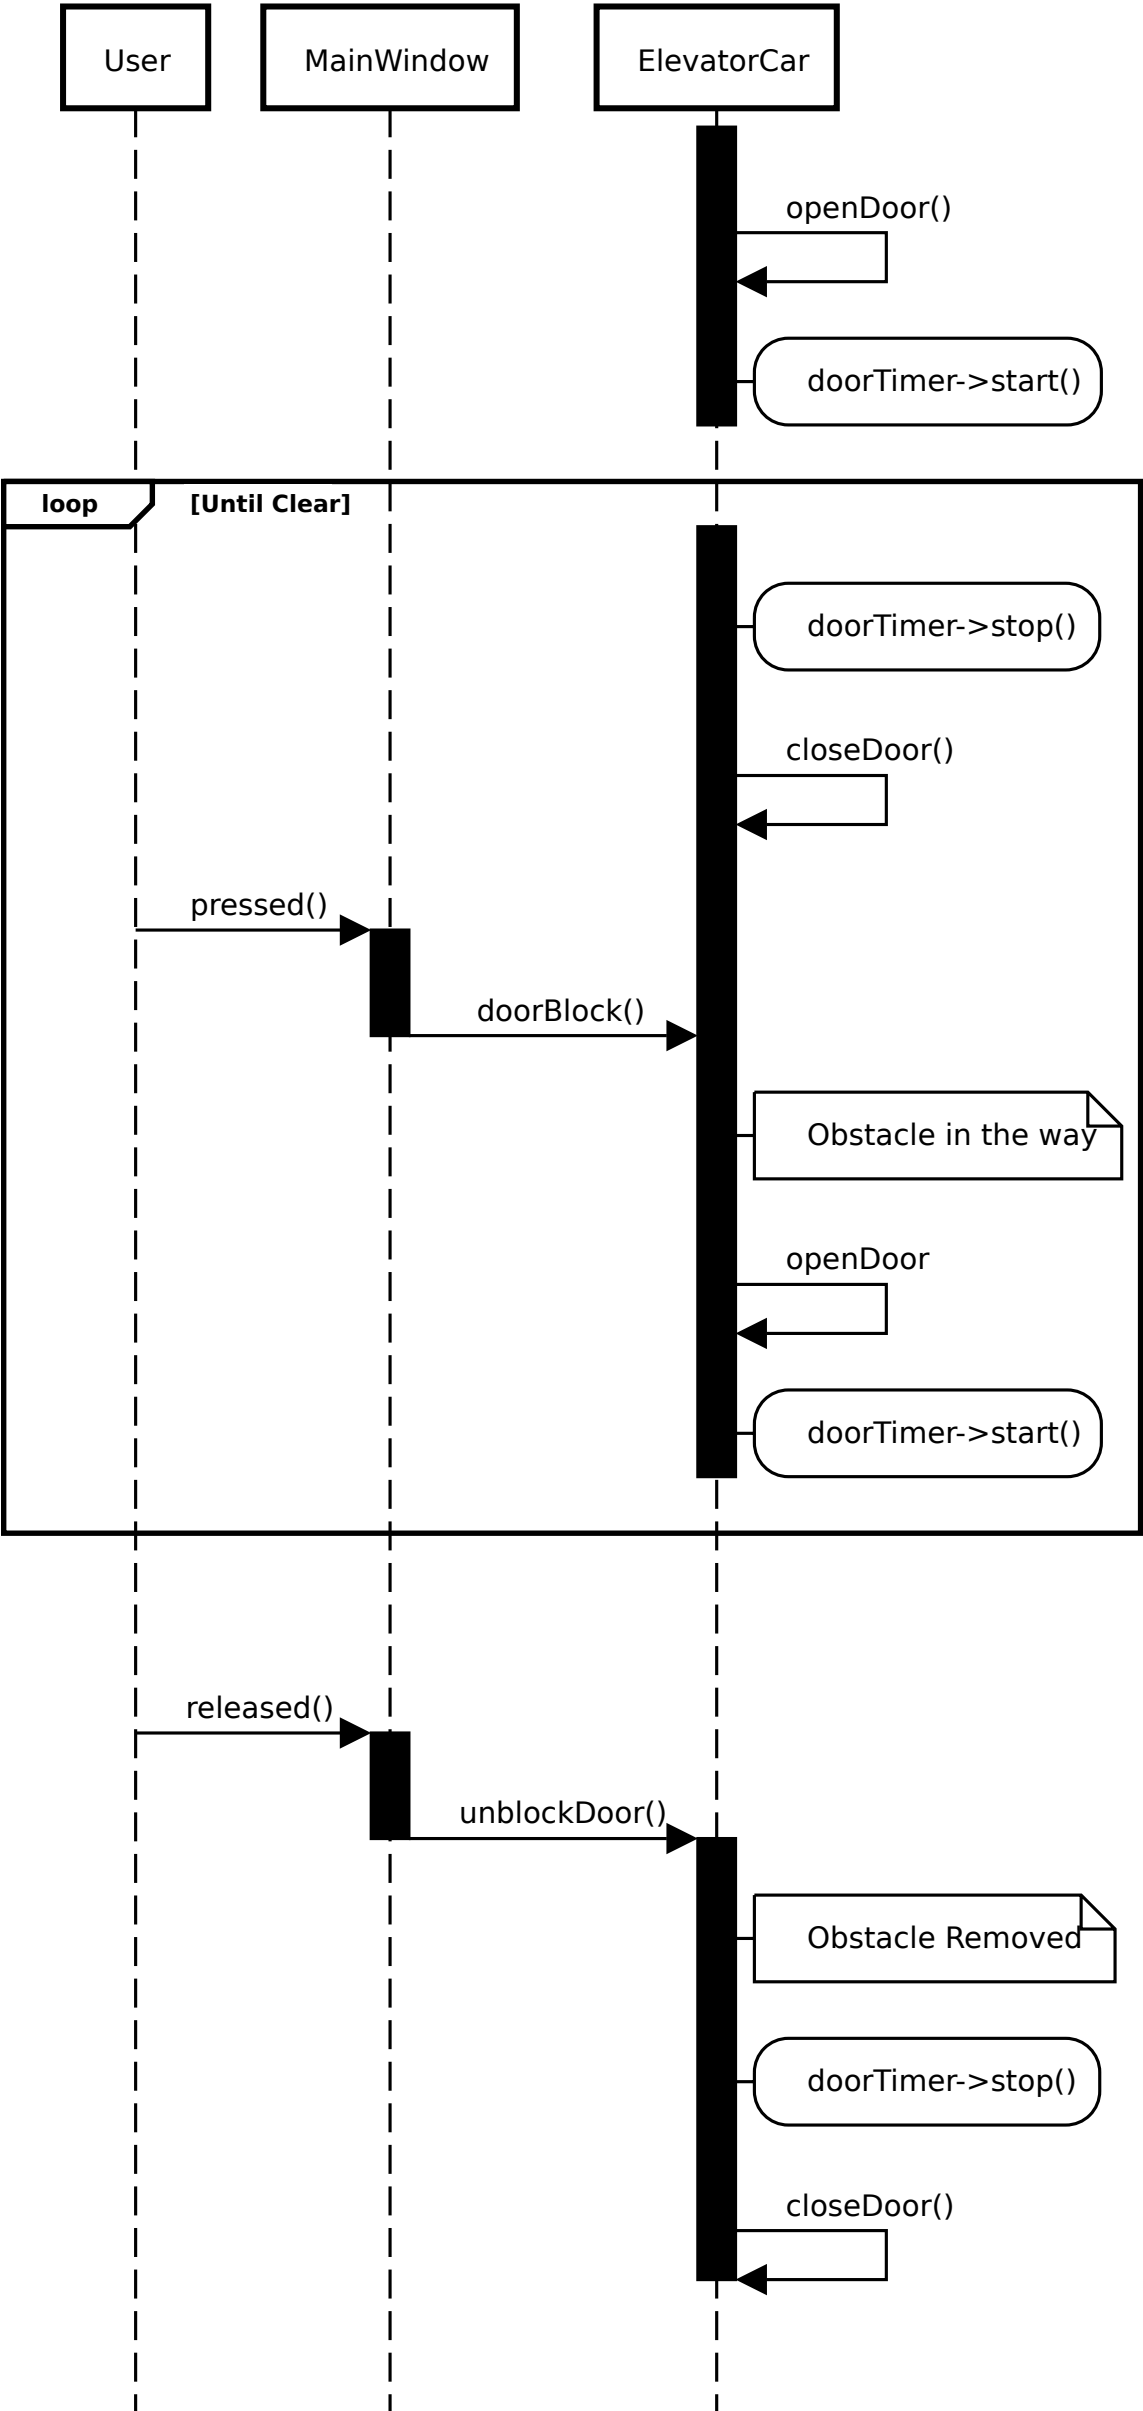 User
MainWindow
ElevatorCar
openDoor()
doorTimer->start()
loop
[Until Clear]
doorTimer->stop()
closeDoor()
pressed()
doorBlock()
Obstacle in the way
openDoor
doorTimer->start()
released()
unblockDoor()
Obstacle Removed
doorTimer->stop()
closeDoor()